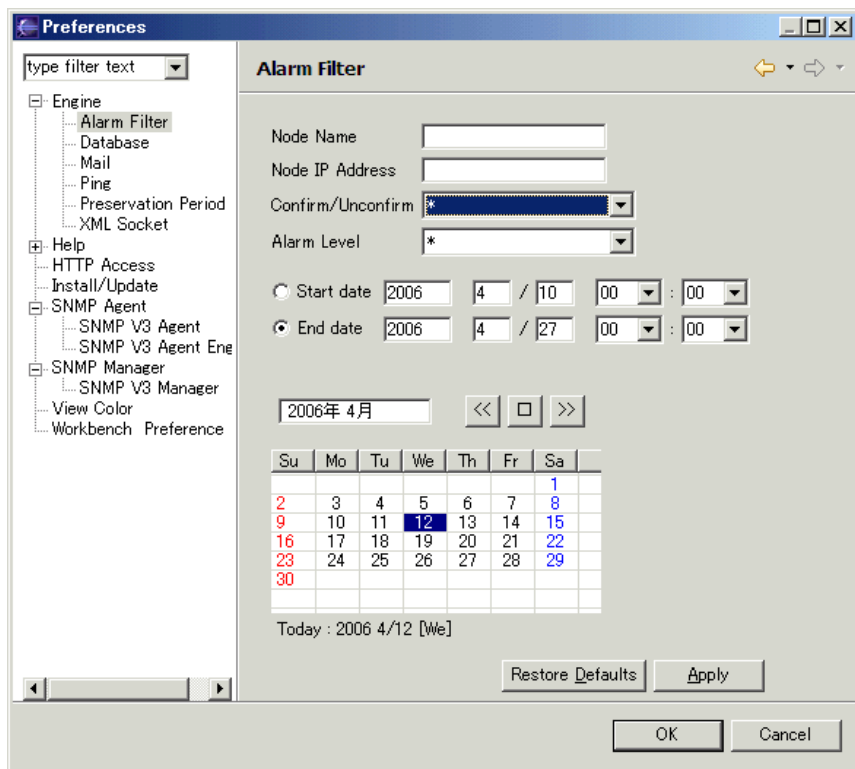 Preferences
type filter text
Engine
Alarm Filter
Database
Mail
Ping
Preservation Period
XML Socket
Help
HTTP Access
Install/Update
SNMP Agent
SNMP V3 Agent
SNMP V3 Agent Eng
SNMP Manager
SNMP V3 Manager
View Color
Workbench Preference
Alarm Filter
Node Name
Node IP Address
Confirm/Unconfirm *
Alarm Level *
Start date 2006 4 / 10 00 : 00
End date 2006 4 / 27 00 : 00
2006年 4月 << □ >>
Su Mo Tu We Th Fr Sa
1
2 3 4 5 6 7 8
9 10 11 12 13 14 15
16 17 18 19 20 21 22
23 24 25 26 27 28 29
30
Today : 2006 4/12 [We]
Restore Defaults Apply
OK Cancel